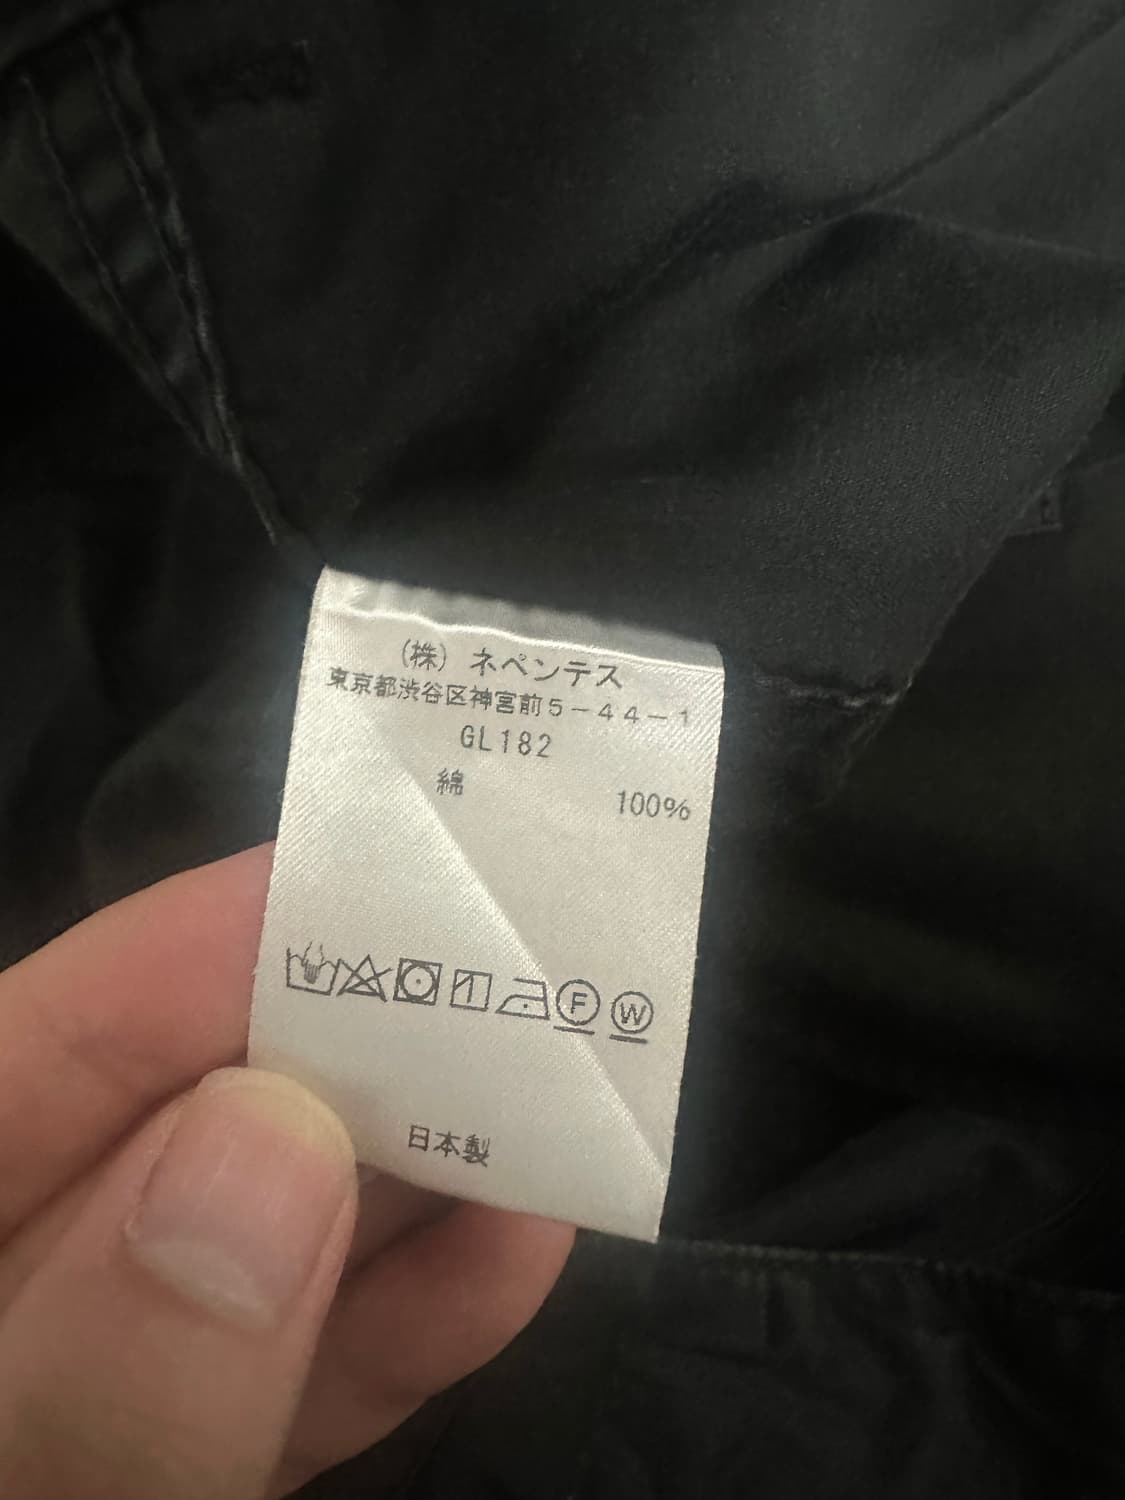 (株) ネペンテス
東京都渋谷区神宮前5-44-1
GL182
綿 100%
F W
日本製